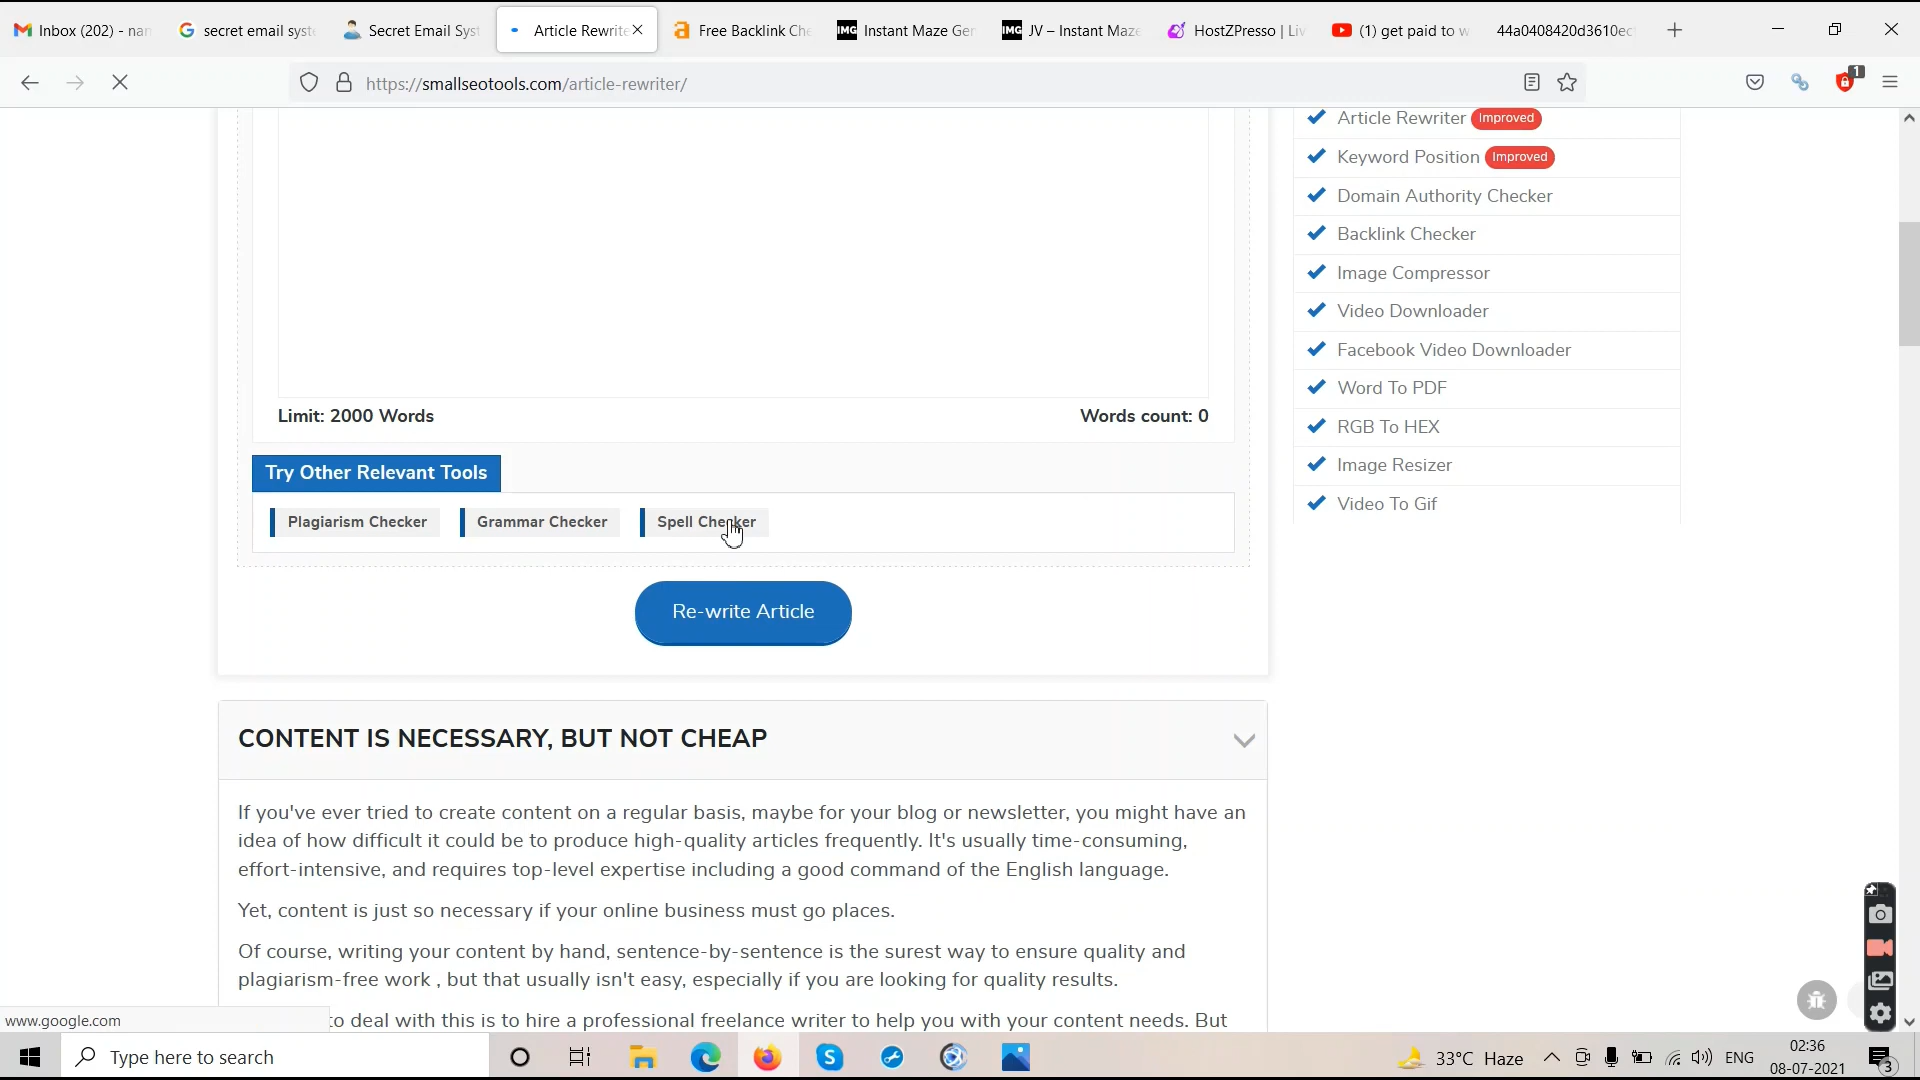 Inbox (202) - nan
secret email syst
Secret Email Syst
Article Rewrite
Free Backlink Che
IMG
Instant Maze Gen
IMG
JV – Instant Maze
HostZPresso | Liv
(1) get paid to w
44a0408420d3610ec
https://smallseotools.com/article-rewriter/
1
Article Rewriter Improved
Keyword Position Improved
Domain Authority Checker
Backlink Checker
Image Compressor
Video Downloader
Facebook Video Downloader
Word To PDF
RGB To HEX
Image Resizer
Video To Gif
Limit: 2000 Words
Words count: 0
Try Other Relevant Tools
Plagiarism Checker
Grammar Checker
Spell Checker
Re-write Article
CONTENT IS NECESSARY, BUT NOT CHEAP
If you've ever tried to create content on a regular basis, maybe for your blog or newsletter, you might have an
idea of how difficult it could be to produce high-quality articles frequently. It's usually time-consuming,
effort-intensive, and requires top-level expertise including a good command of the English language.
Yet, content is just so necessary if your online business must go places.
Of course, writing your content by hand, sentence-by-sentence is the surest way to ensure quality and
plagiarism-free work , but that usually isn't easy, especially if you are looking for quality results.
to deal with this is to hire a professional freelance writer to help you with your content needs. But
www.google.com
Type here to search
33°C Haze
ENG
02:36
08-07-2021
3